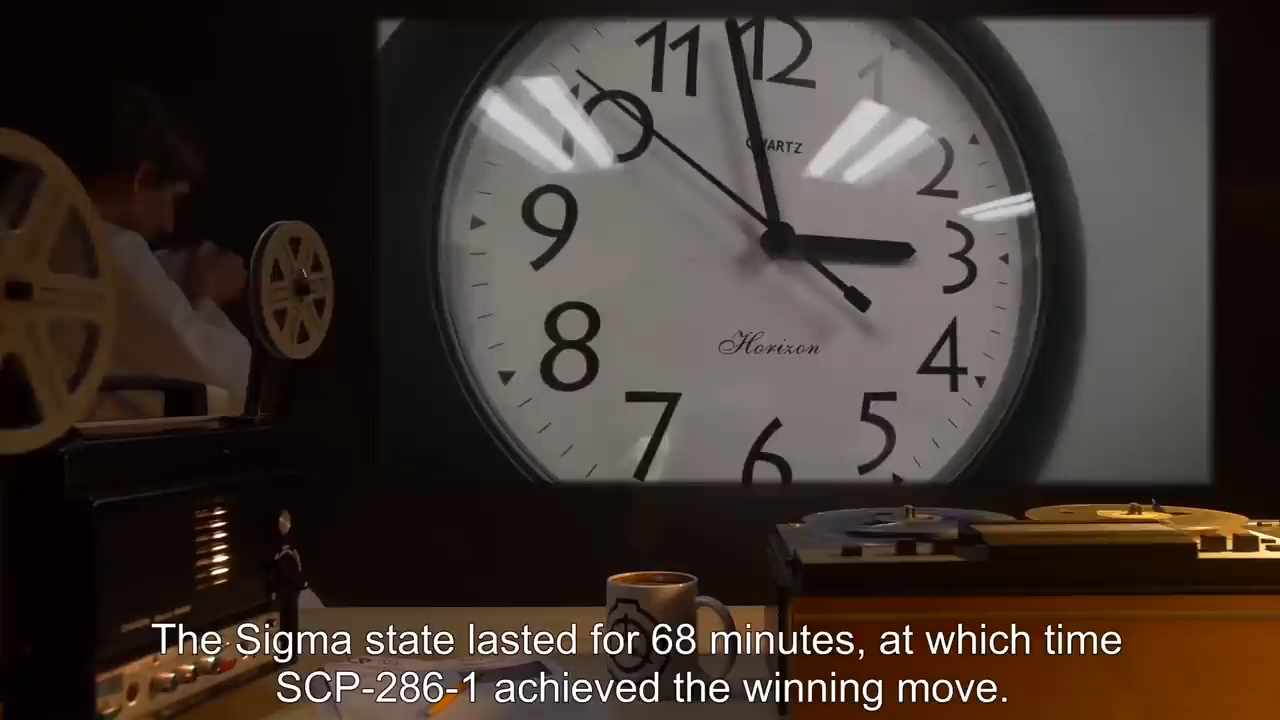 11 12 1
10 2
QUARTZ
9 3
Horizon
8 4
7 6 5
The Sigma state lasted for 68 minutes, at which time
SCP-286-1 achieved the winning move.